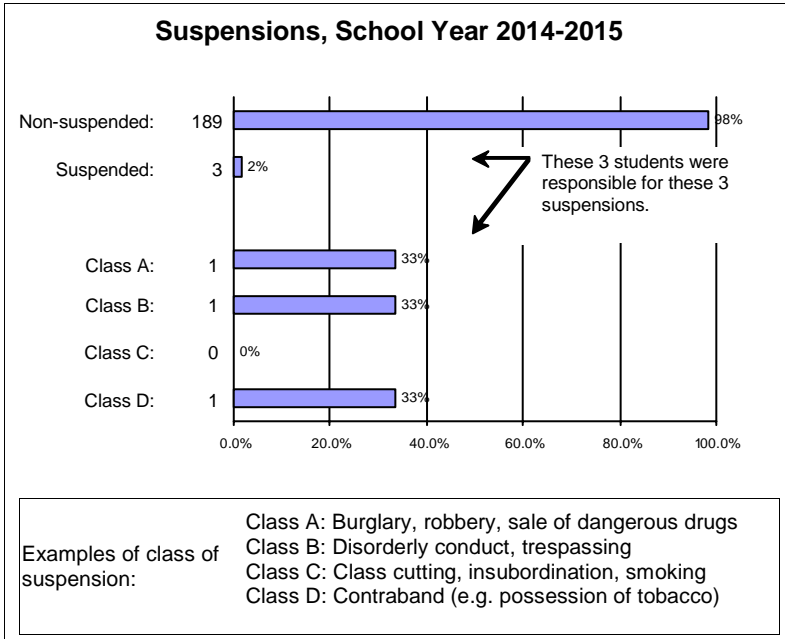 Suspensions, School Year 2014-2015
Non-suspended: 189 98%
Suspended: 3 2%
These 3 students were
responsible for these 3
suspensions.
Class A: 1 33%
Class B: 1 33%
Class C: 0 0%
Class D: 1 33%
0.0% 20.0% 40.0% 60.0% 80.0% 100.0%
Examples of class of
suspension:
Class A: Burglary, robbery, sale of dangerous drugs
Class B: Disorderly conduct, trespassing
Class C: Class cutting, insubordination, smoking
Class D: Contraband (e.g. possession of tobacco)